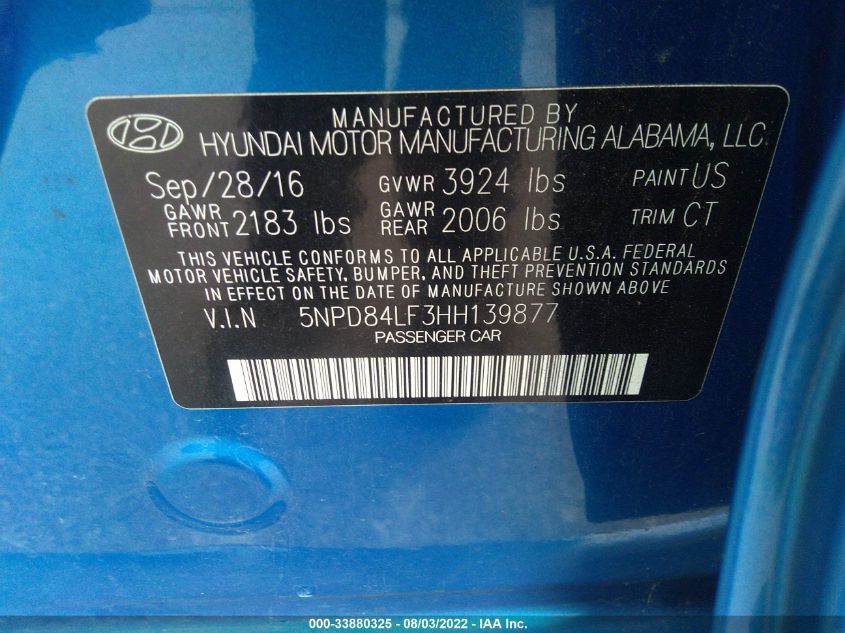 MANUFACTURED BY
HYUNDAI MOTOR MANUFACTURING ALABAMA, LLC
Sep/28/16 GVWR 3924 lbs PAINT US
GAWR FRONT 2183 lbs GAWR REAR 2006 lbs TRIM CT
THIS VEHICLE CONFORMS TO ALL APPLICABLE U.S.A. FEDERAL
MOTOR VEHICLE SAFETY, BUMPER, AND THEFT PREVENTION STANDARDS
IN EFFECT ON THE DATE OF MANUFACTURE SHOWN ABOVE
V.I.N 5NPD84LF3HH139877
PASSENGER CAR
000-33880325 - 08/03/2022 - IAA Inc.